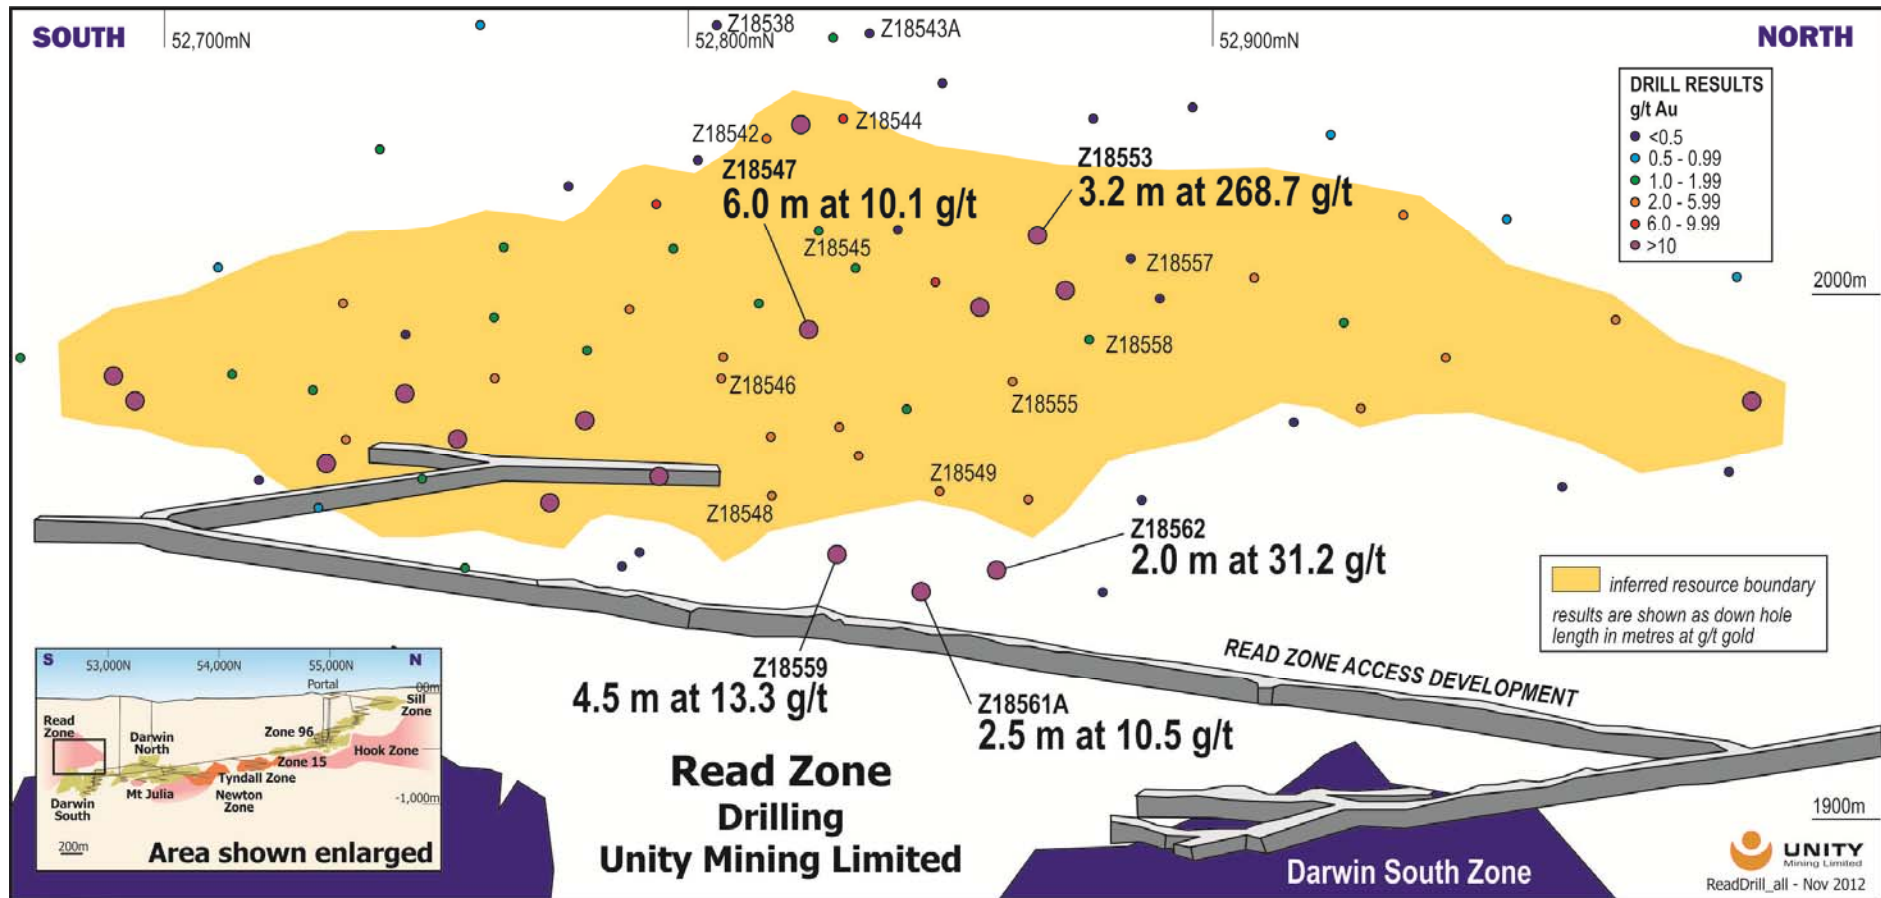 SOUTH
52,700mN
52,800mN
Z18538
Z18543A
52,900mN
NORTH
DRILL RESULTS
g/t Au
<0.5
0.5 - 0.99
1.0 - 1.99
2.0 - 5.99
6.0 - 9.99
>10
Z18542
Z18544
Z18547
6.0 m at 10.1 g/t
Z18553
3.2 m at 268.7 g/t
Z18545
Z18557
2000m
Z18558
Z18546
Z18555
Z18549
Z18548
Z18562
2.0 m at 31.2 g/t
inferred resource boundary
results are shown as down hole
length in metres at g/t gold
READ ZONE ACCESS DEVELOPMENT
Z18559
4.5 m at 13.3 g/t
Z18561A
2.5 m at 10.5 g/t
S
53,000N
54,000N
55,000N
N
Portal
00m
Sill
Zone
Read
Zone
Darwin
North
Zone 96
Hook Zone
Zone 15
Tyndall Zone
Mt Julia
Newton
Zone
-1,000m
Darwin
South
200m
Area shown enlarged
Read Zone
Drilling
Unity Mining Limited
1900m
Darwin South Zone
UNITY
Mining Limited
ReadDrill_all - Nov 2012